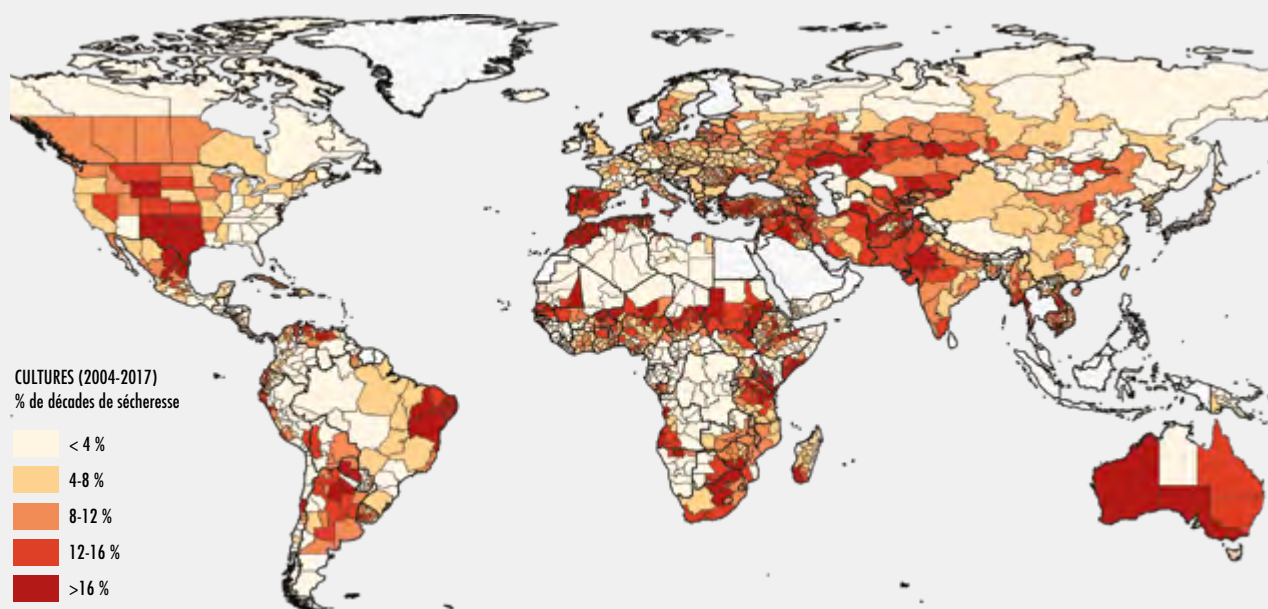 CULTURES (2004-2017)
% de décades de sécheresse
< 4 %
4-8 %
8-12 %
12-16 %
>16 %